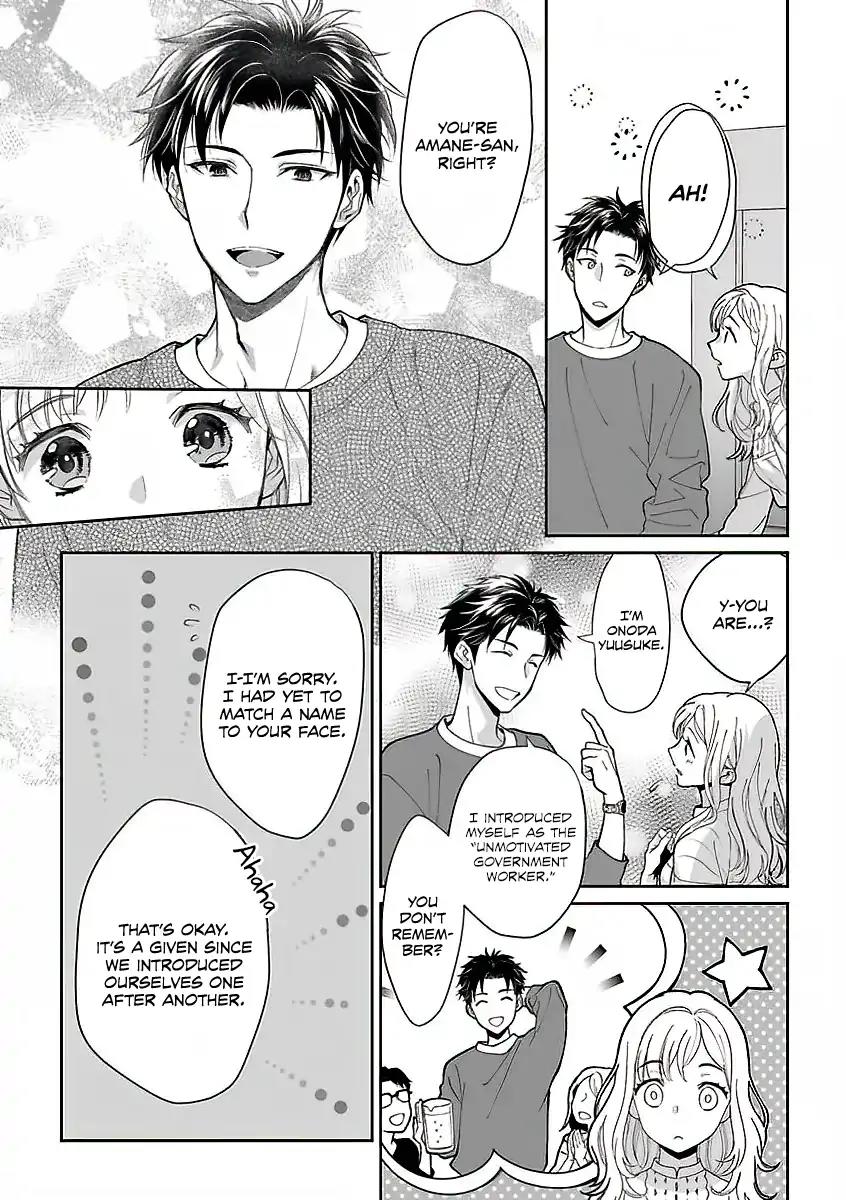 AH!
YOU'RE
AMANE-SAN,
RIGHT?
Y-YOU
ARE...?
I'M
ONODA
YUUSUKE.
I INTRODUCED
MYSELF AS THE
"UNMOTIVATED
GOVERNMENT
WORKER."
YOU
DON'T
REMEM-
BER?
I-I'M SORRY.
I HAD YET TO
MATCH A NAME
TO YOUR FACE.
Ahaha
THAT'S OKAY.
IT'S A GIVEN SINCE
WE INTRODUCED
OURSELVES ONE
AFTER ANOTHER.